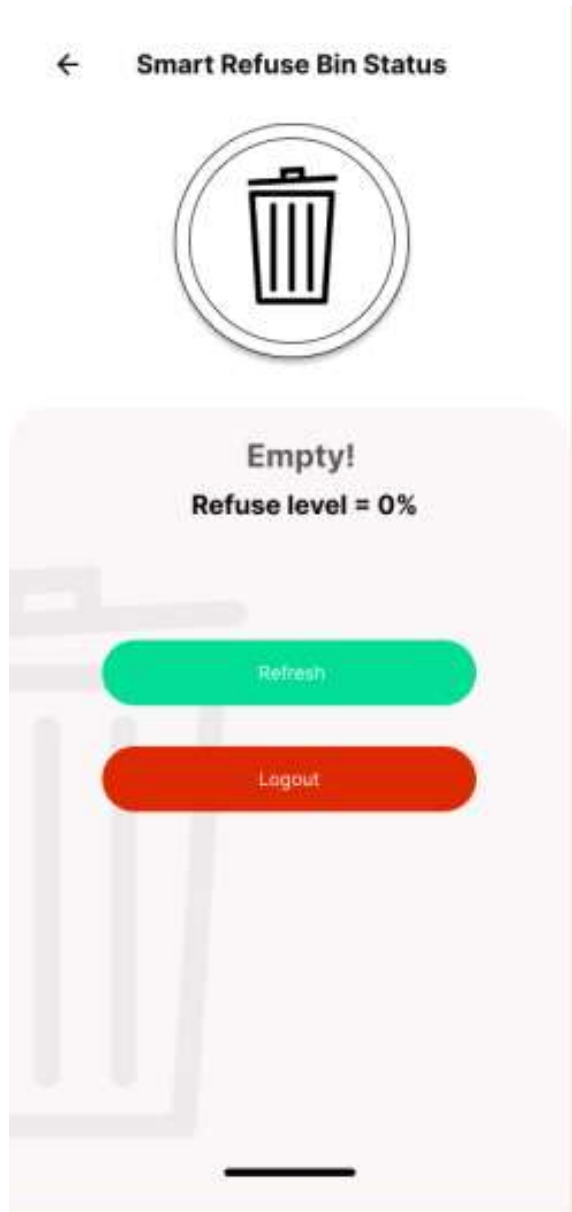 Smart Refuse Bin Status
Empty!
Refuse level = 0%
Refresh
Logout